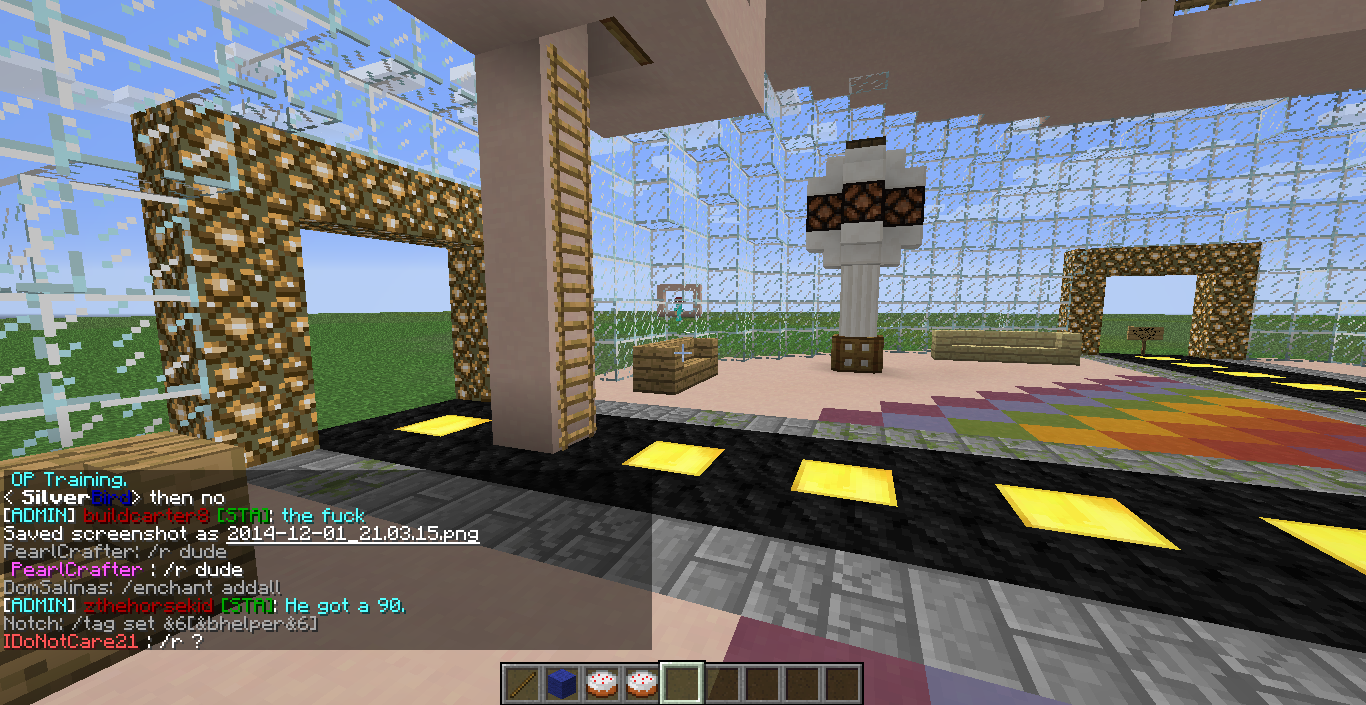 OP Training.
< SilverBird> then no
[ADMIN] buildcarter8 [STA]: the fuck
Saved screenshot as 2014-12-01_21.03.15.png
PearlCrafter: /r dude
PearlCrafter : /r dude
DomSalinas: /enchant addall
[ADMIN] zthehorsekid [STA]: He got a 90.
Notch: /tag set &6[&bhelper&6]
IDoNotCare21 : /r ?